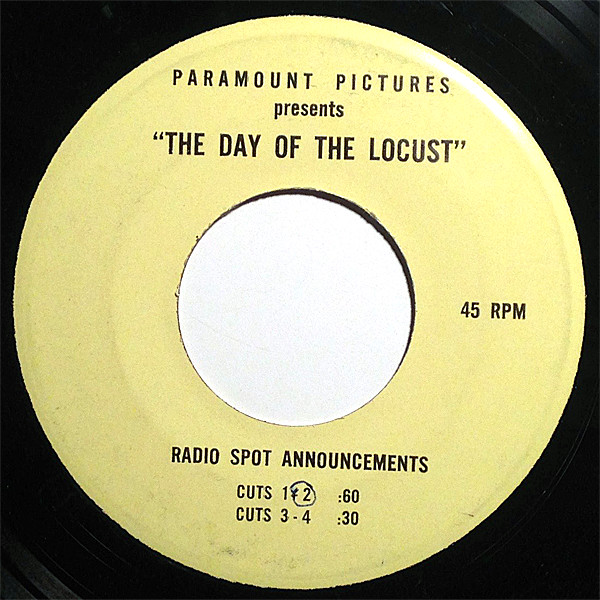 PARAMOUNT PICTURES
presents
"THE DAY OF THE LOCUST"
45 RPM
RADIO SPOT ANNOUNCEMENTS
CUTS 1 & 2 :60
CUTS 3 - 4 :30